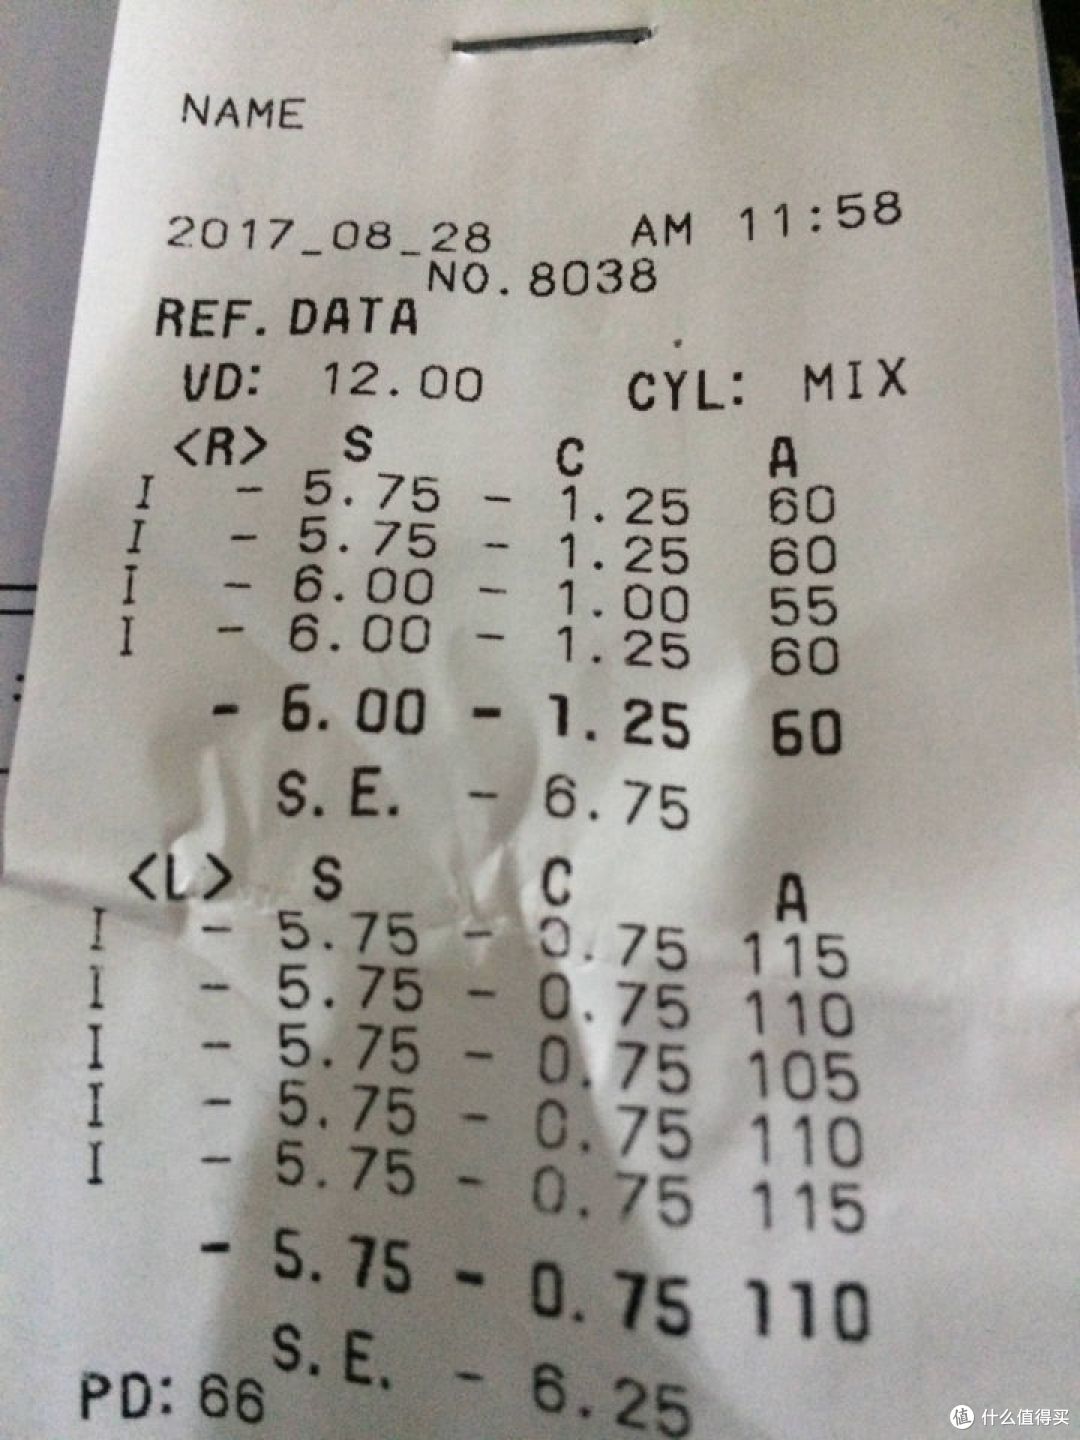 NAME
2017_08_28 AM 11:58
NO.8038
REF. DATA
VD: 12.00 CYL: MIX
<R> S C A
I - 5.75 - 1.25 60
I - 5.75 - 1.25 60
I - 6.00 - 1.00 55
I - 6.00 - 1.25 60
- 6.00 - 1.25 60
S.E. - 6.75
<L> S C A
I - 5.75 - 0.75 115
I - 5.75 - 0.75 110
I - 5.75 - 0.75 105
I - 5.75 - 0.75 110
I - 5.75 - 0.75 115
- 5.75 - 0.75 110
S.E. - 6.25
PD: 66
值 什么值得买